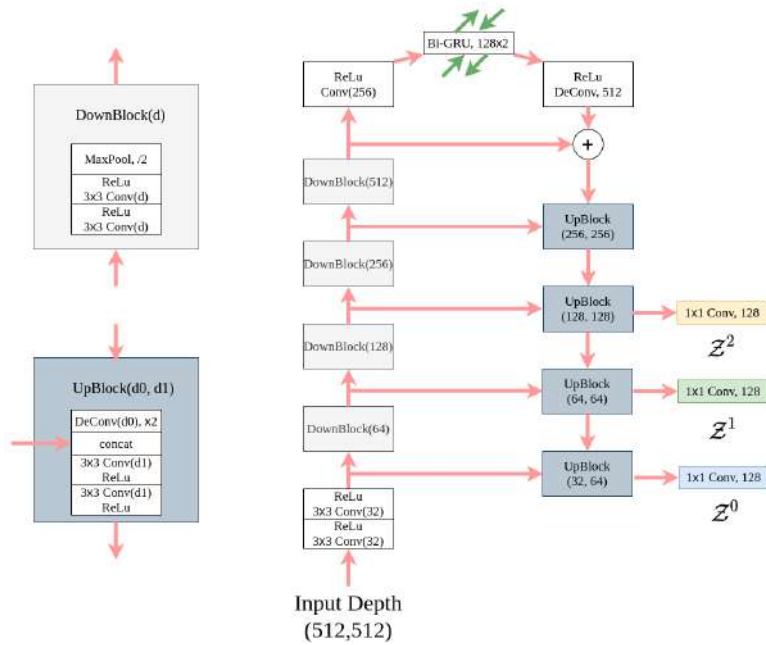 DownBlock(d)
MaxPool, /2
ReLu
3x3 Conv(d)
ReLu
3x3 Conv(d)
UpBlock(d0, d1)
DeConv(d0), x2
concat
3x3 Conv(d1)
ReLu
3x3 Conv(d1)
ReLu
Bi-GRU, 128x2
ReLu
Conv(256)
ReLu
DeConv, 512
+
DownBlock(512)
UpBlock
(256, 256)
DownBlock(256)
UpBlock
(128, 128)
1x1 Conv, 128
Z²
DownBlock(128)
UpBlock
(64, 64)
1x1 Conv, 128
Z¹
DownBlock(64)
UpBlock
(32, 64)
1x1 Conv, 128
Z⁰
ReLu
3x3 Conv(32)
ReLu
3x3 Conv(32)
Input Depth
(512,512)